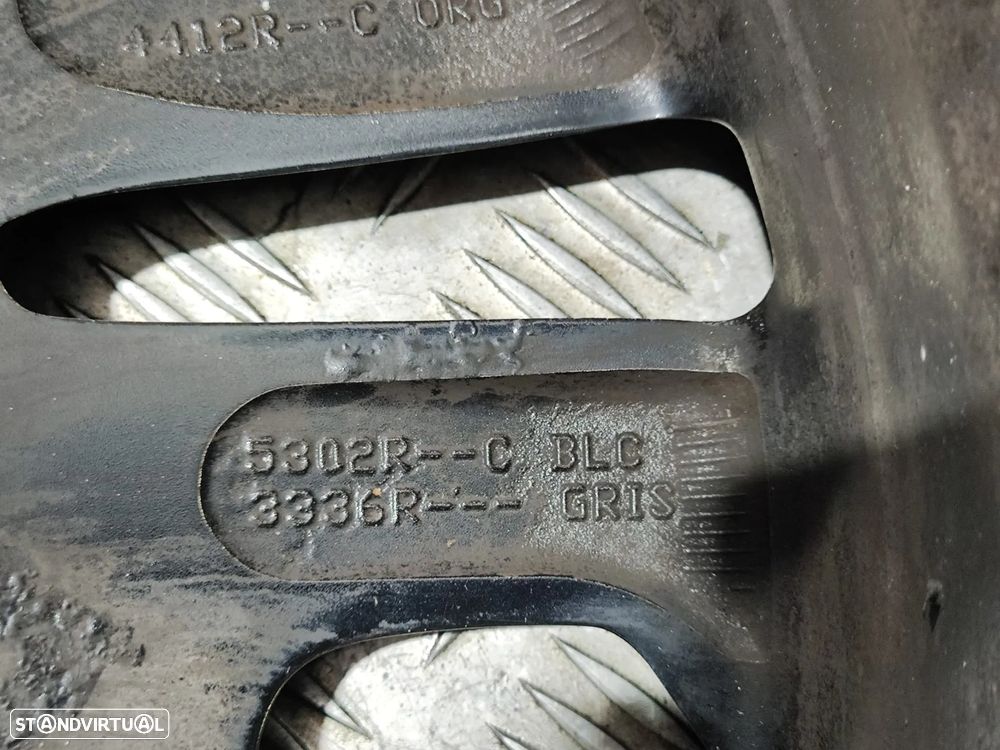 4412R--C ORG
5302R--C BLC
3336R--- GRIS
STANDVIRTUAL